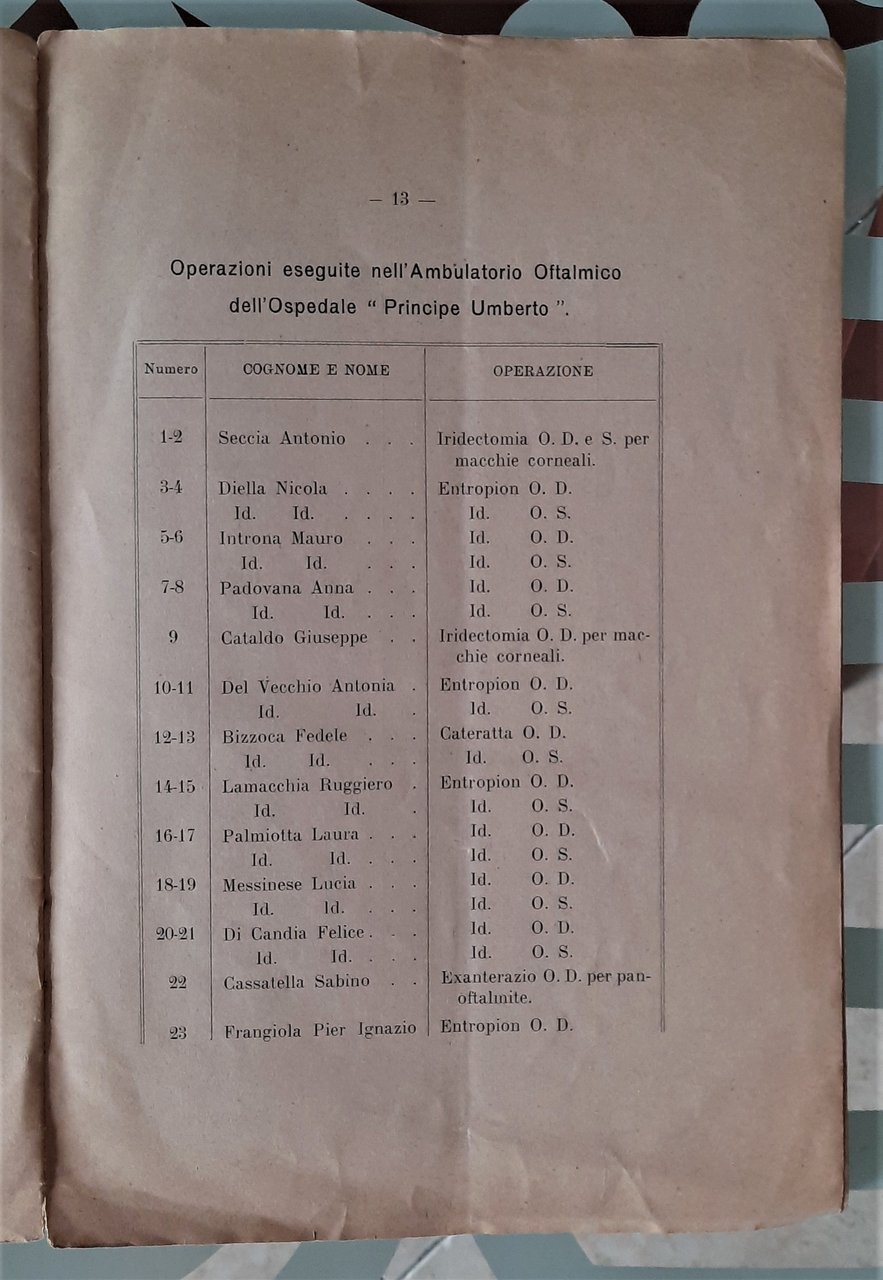 — 13 —
Operazioni eseguite nell'Ambulatorio Oftalmico
dell'Ospedale “ Principe Umberto ”.
Numero COGNOME E NOME OPERAZIONE
1-2 Seccia Antonio . . . Iridectomia O. D. e S. per
macchie corneali.
3-4 Diella Nicola . . . . Entropion O. D.
Id. Id. . . . . Id. O. S.
5-6 Introna Mauro . . . Id. O. D.
Id. Id. . . . Id. O. S.
7-8 Padovana Anna . . . Id. O. D.
Id. Id. . . . Id. O. S.
9 Cataldo Giuseppe . . Iridectomia O. D. per mac-
chie corneali.
10-11 Del Vecchio Antonia . Entropion O. D.
Id. Id. . Id. O. S.
12-13 Bizzoca Fedele . . . Cateratta O. D.
Id. Id. . . . Id. O. S.
14-15 Lamacchia Ruggiero . Entropion O. D.
Id. Id. . Id. O. S.
16-17 Palmiotta Laura . . . Id. O. D.
Id. Id. . . . Id. O. S.
18-19 Messinese Lucia . . . Id. O. D.
Id. Id. . . . Id. O. S.
20-21 Di Candia Felice . . . Id. O. D.
Id. Id. . . . Id. O. S.
22 Cassatella Sabino . . Exanterazio O. D. per pan-
oftalmite.
23 Frangiola Pier Ignazio Entropion O. D.